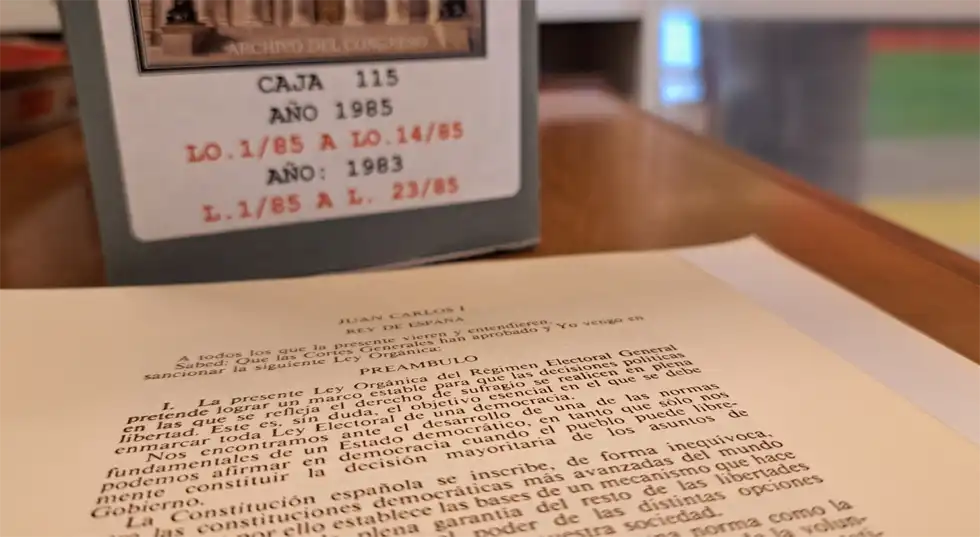 ARCHIVO DEL CONGRESO
CAJA 115
AÑO 1985
LO.1/85 A LO.14/85
AÑO: 1983
L.1/85 A L. 23/85
JUAN CARLOS I
REY DE ESPAÑA
A todos los que la presente vieren y entendieren,
Sabed: Que las Cortes Generales han aprobado y Yo vengo en
sancionar la siguiente Ley Orgánica:
PREAMBULO
I. La presente Ley Orgánica del Régimen Electoral General
pretende lograr un marco estable para que las decisiones políticas
en las que se refleja el derecho de sufragio se realicen en plena
libertad. Este es, sin duda, el objetivo esencial en el que se debe
enmarcar toda Ley Electoral de una democracia.
Nos encontramos ante el desarrollo de una de las normas
fundamentales de un Estado democrático, en tanto que sólo nos
podemos afirmar en democracia cuando el pueblo puede libre-
mente constituir la decisión mayoritaria de los asuntos de
Gobierno.
La Constitución española se inscribe, de forma inequívoca,
las constituciones democráticas más avanzadas del mundo
por ello establece las bases de un mecanismo que hace
plena garantía del resto de las libertades
el poder de las distintas opciones
sociedad.
una norma como la
de la volun-